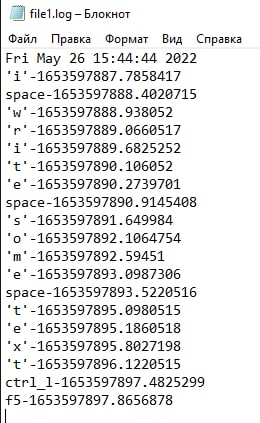 file1.log – Блокнот
Файл Правка Формат Вид Справка
Fri May 26 15:44:44 2022
'i'-1653597887.7858417
space-1653597888.4020715
'w'-1653597888.938052
'r'-1653597889.0660517
'i'-1653597889.6825252
't'-1653597890.106052
'e'-1653597890.2739701
space-1653597890.9145408
's'-1653597891.649984
'o'-1653597892.1064754
'm'-1653597892.59451
'e'-1653597893.0987306
space-1653597893.5220516
't'-1653597895.0980515
'e'-1653597895.1860518
'x'-1653597895.8027198
't'-1653597896.1220515
ctrl_l-1653597897.4825299
f5-1653597897.8656878